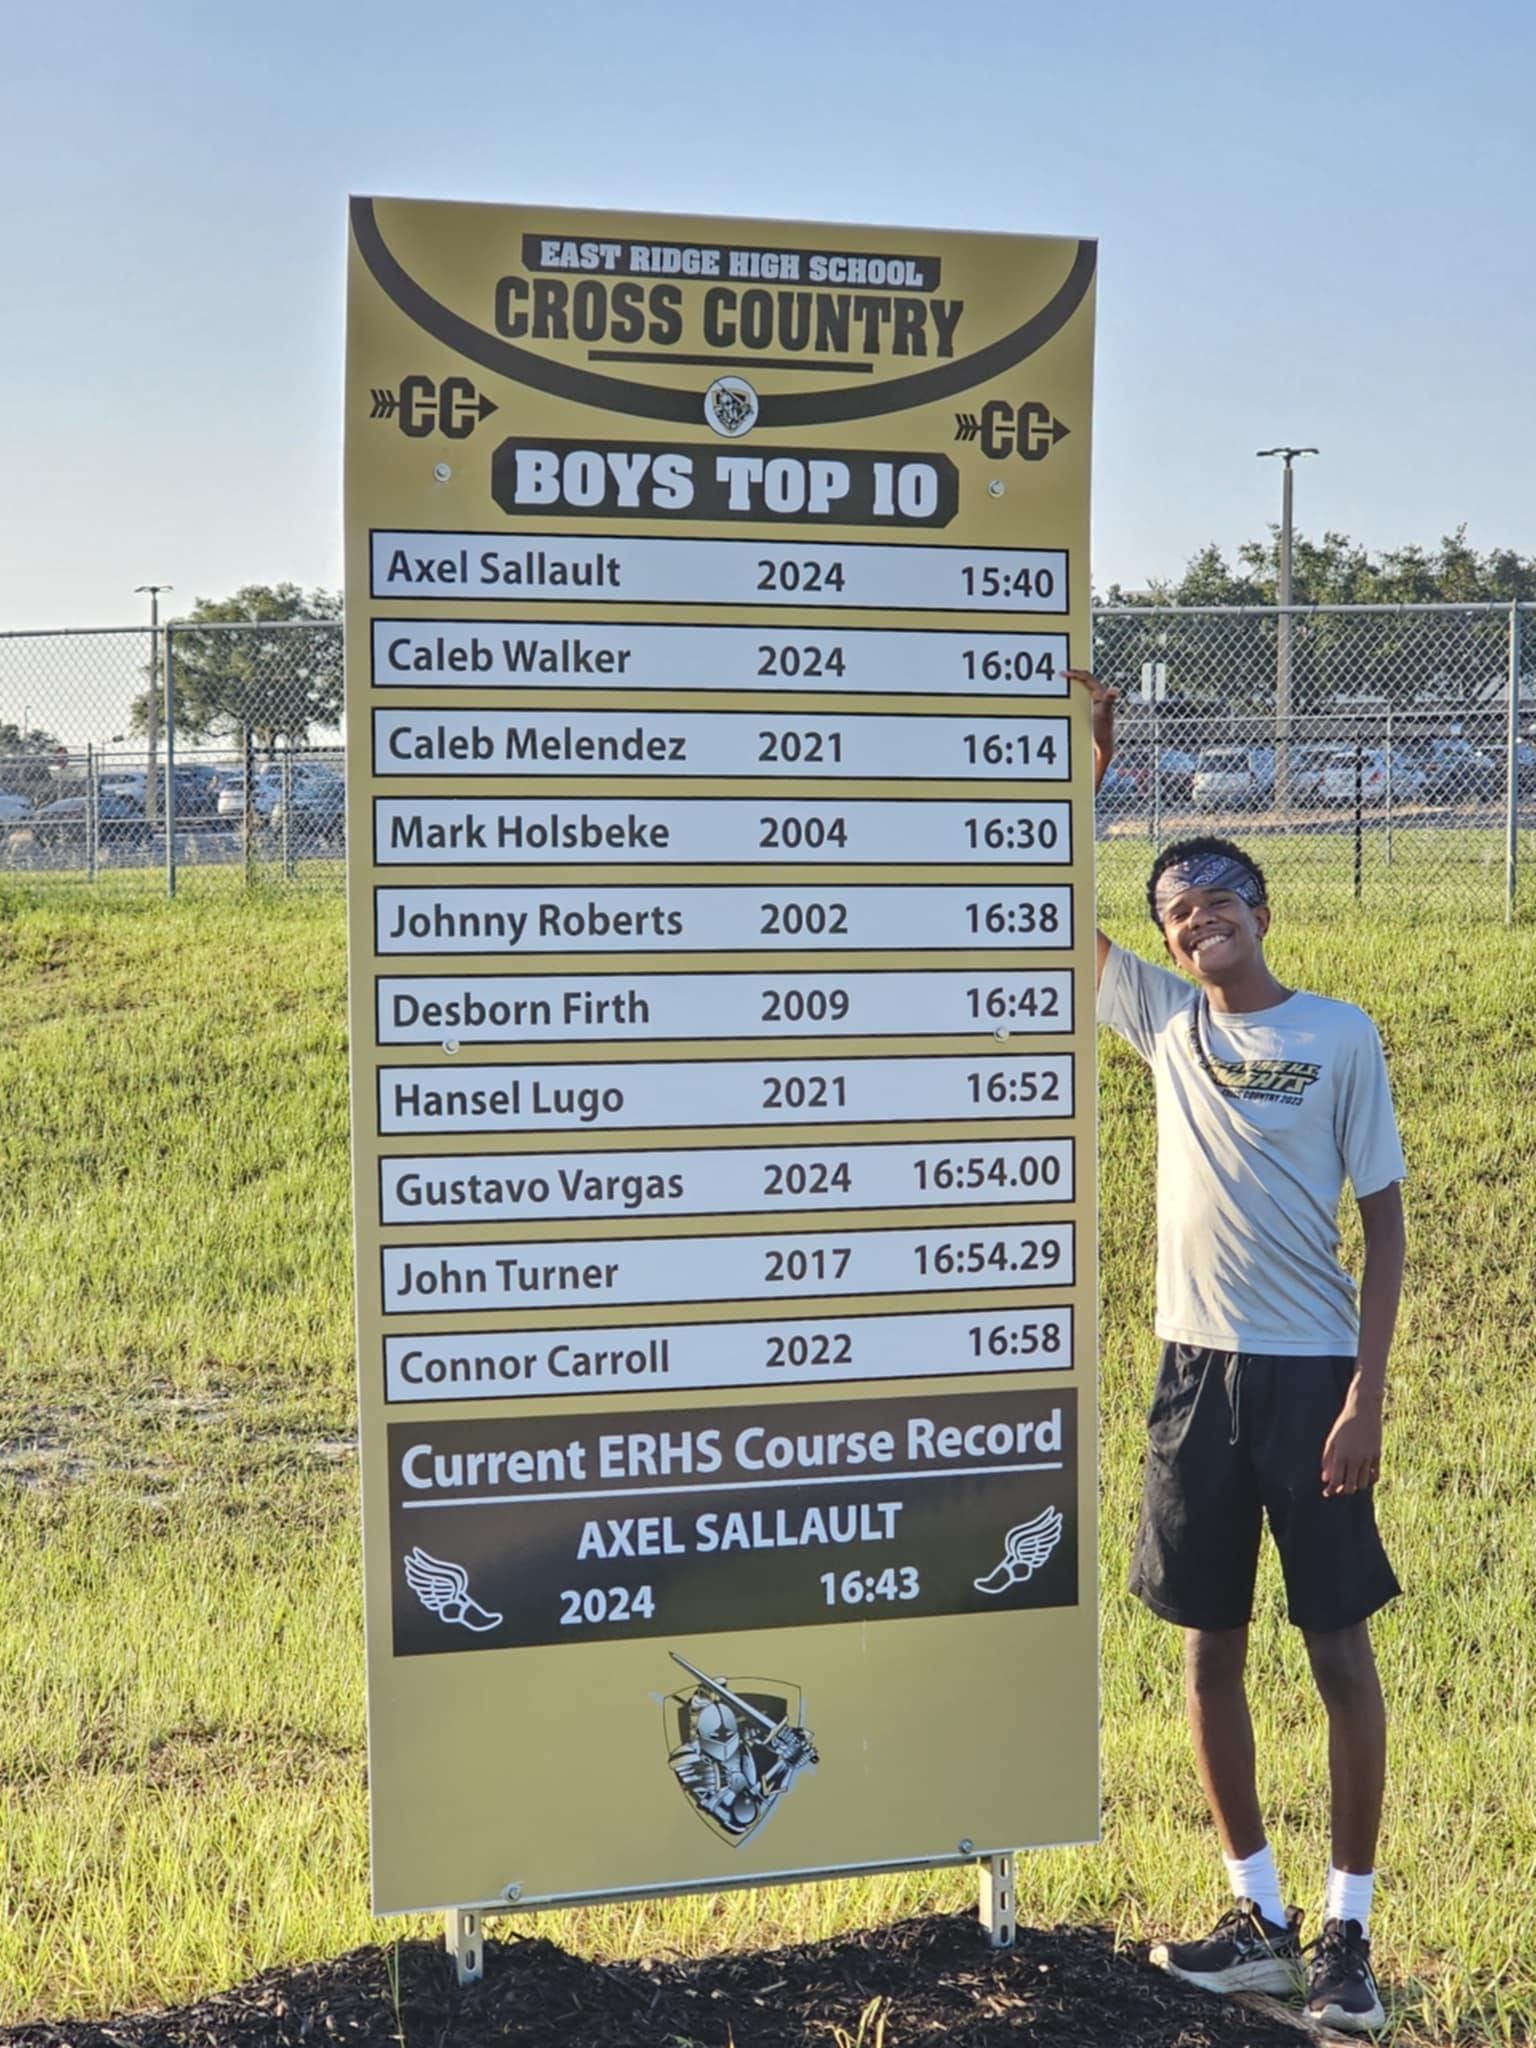 EAST RIDGE HIGH SCHOOL
CROSS COUNTRY
CC CC
BOYS TOP 10
Axel Sallault 2024 15:40
Caleb Walker 2024 16:04
Caleb Melendez 2021 16:14
Mark Holsbeke 2004 16:30
Johnny Roberts 2002 16:38
Desborn Firth 2009 16:42
Hansel Lugo 2021 16:52
Gustavo Vargas 2024 16:54.00
John Turner 2017 16:54.29
Connor Carroll 2022 16:58
Current ERHS Course Record
AXEL SALLAULT
2024 16:43
COUNTRY 2023